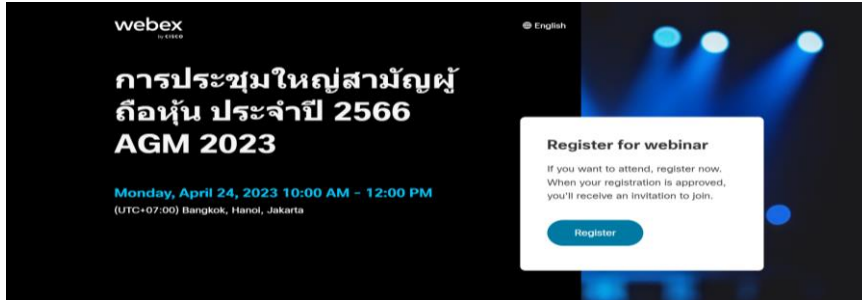 webex
by CISCO
English
การประชุมใหญ่สามัญผู้
ถือหุ้น ประจำปี 2566
AGM 2023
Monday, April 24, 2023 10:00 AM - 12:00 PM
(UTC+07:00) Bangkok, Hanoi, Jakarta
Register for webinar
If you want to attend, register now.
When your registration is approved,
you'll receive an invitation to join.
Register